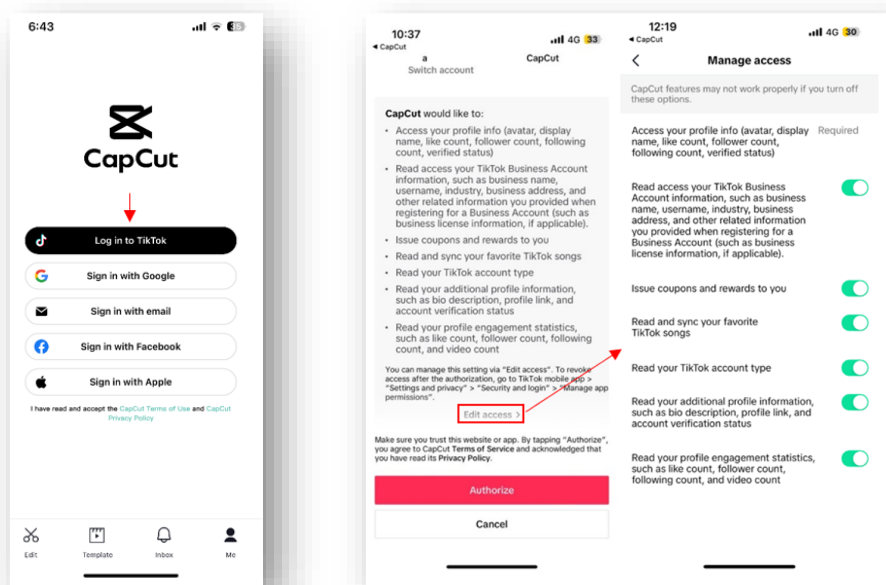 6:43
CapCut
Log in to TikTok
Sign in with Google
Sign in with email
Sign in with Facebook
Sign in with Apple
I have read and accept the CapCut Terms of Use and CapCut
Privacy Policy
Edit
Template
Inbox
Me
10:37
4G 33
CapCut
a
CapCut
Switch account
CapCut would like to:
• Access your profile info (avatar, display
name, like count, follower count, following
count, verified status)
• Read access your TikTok Business Account
information, such as business name,
username, industry, business address, and
other related information you provided when
registering for a Business Account (such as
business license information, if applicable).
• Issue coupons and rewards to you
• Read and sync your favorite TikTok songs
• Read your TikTok account type
• Read your additional profile information,
such as bio description, profile link, and
account verification status
• Read your profile engagement statistics,
such as like count, follower count, following
count, and video count
You can manage this setting via "Edit access". To revoke
access after the authorization, go to TikTok mobile app >
"Settings and privacy" > "Security and login" > "Manage app
permissions".
Edit access >
Make sure you trust this website or app. By tapping "Authorize",
you agree to CapCut Terms of Service and acknowledged that
you have read its Privacy Policy.
Authorize
Cancel
12:19
4G 30
CapCut
Manage access
CapCut features may not work properly if you turn off
these options.
Access your profile info (avatar, display
name, like count, follower count,
following count, verified status)
Required
Read access your TikTok Business
Account information, such as business
name, username, industry, business
address, and other related information
you provided when registering for a
Business Account (such as business
license information, if applicable).
Issue coupons and rewards to you
Read and sync your favorite
TikTok songs
Read your TikTok account type
Read your additional profile information,
such as bio description, profile link, and
account verification status
Read your profile engagement statistics,
such as like count, follower count,
following count, and video count